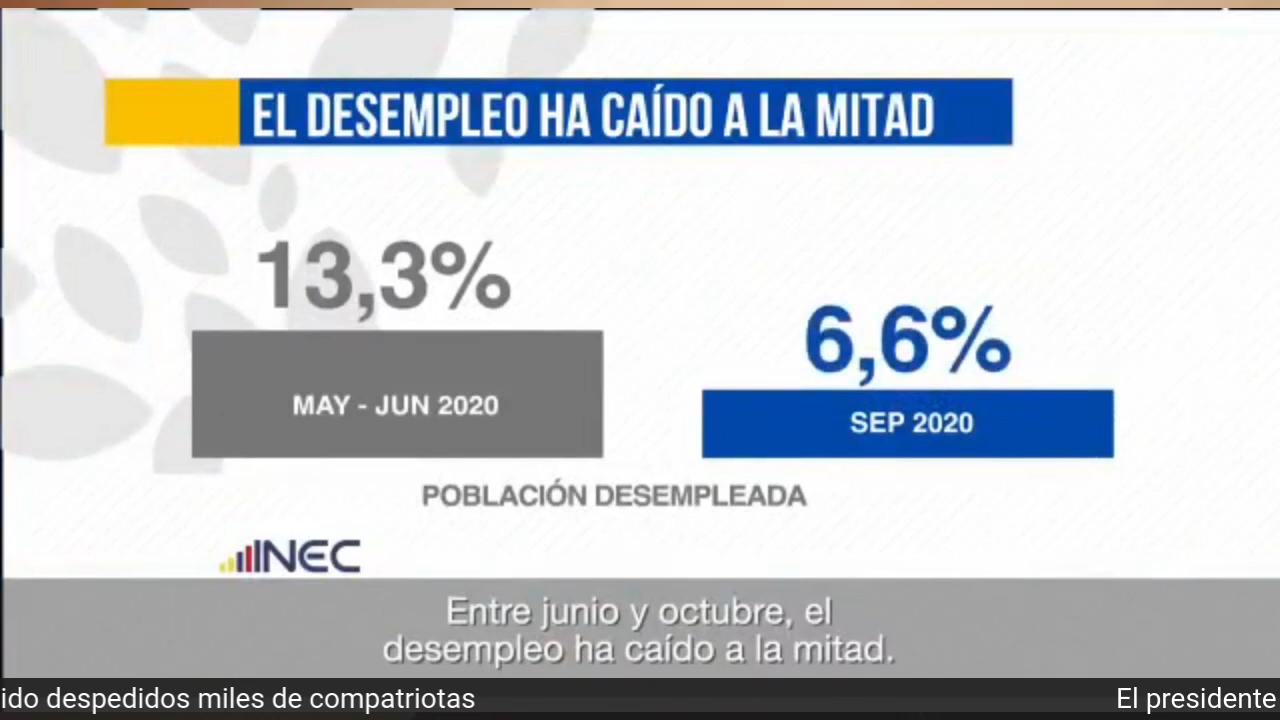 EL DESEMPLEO HA CAÍDO A LA MITAD
13,3%
6,6%
MAY - JUN 2020
SEP 2020
POBLACIÓN DESEMPLEADA
INEC
Entre junio y octubre, el
desempleo ha caído a la mitad.
ido despedidos miles de compatriotas
El presidente